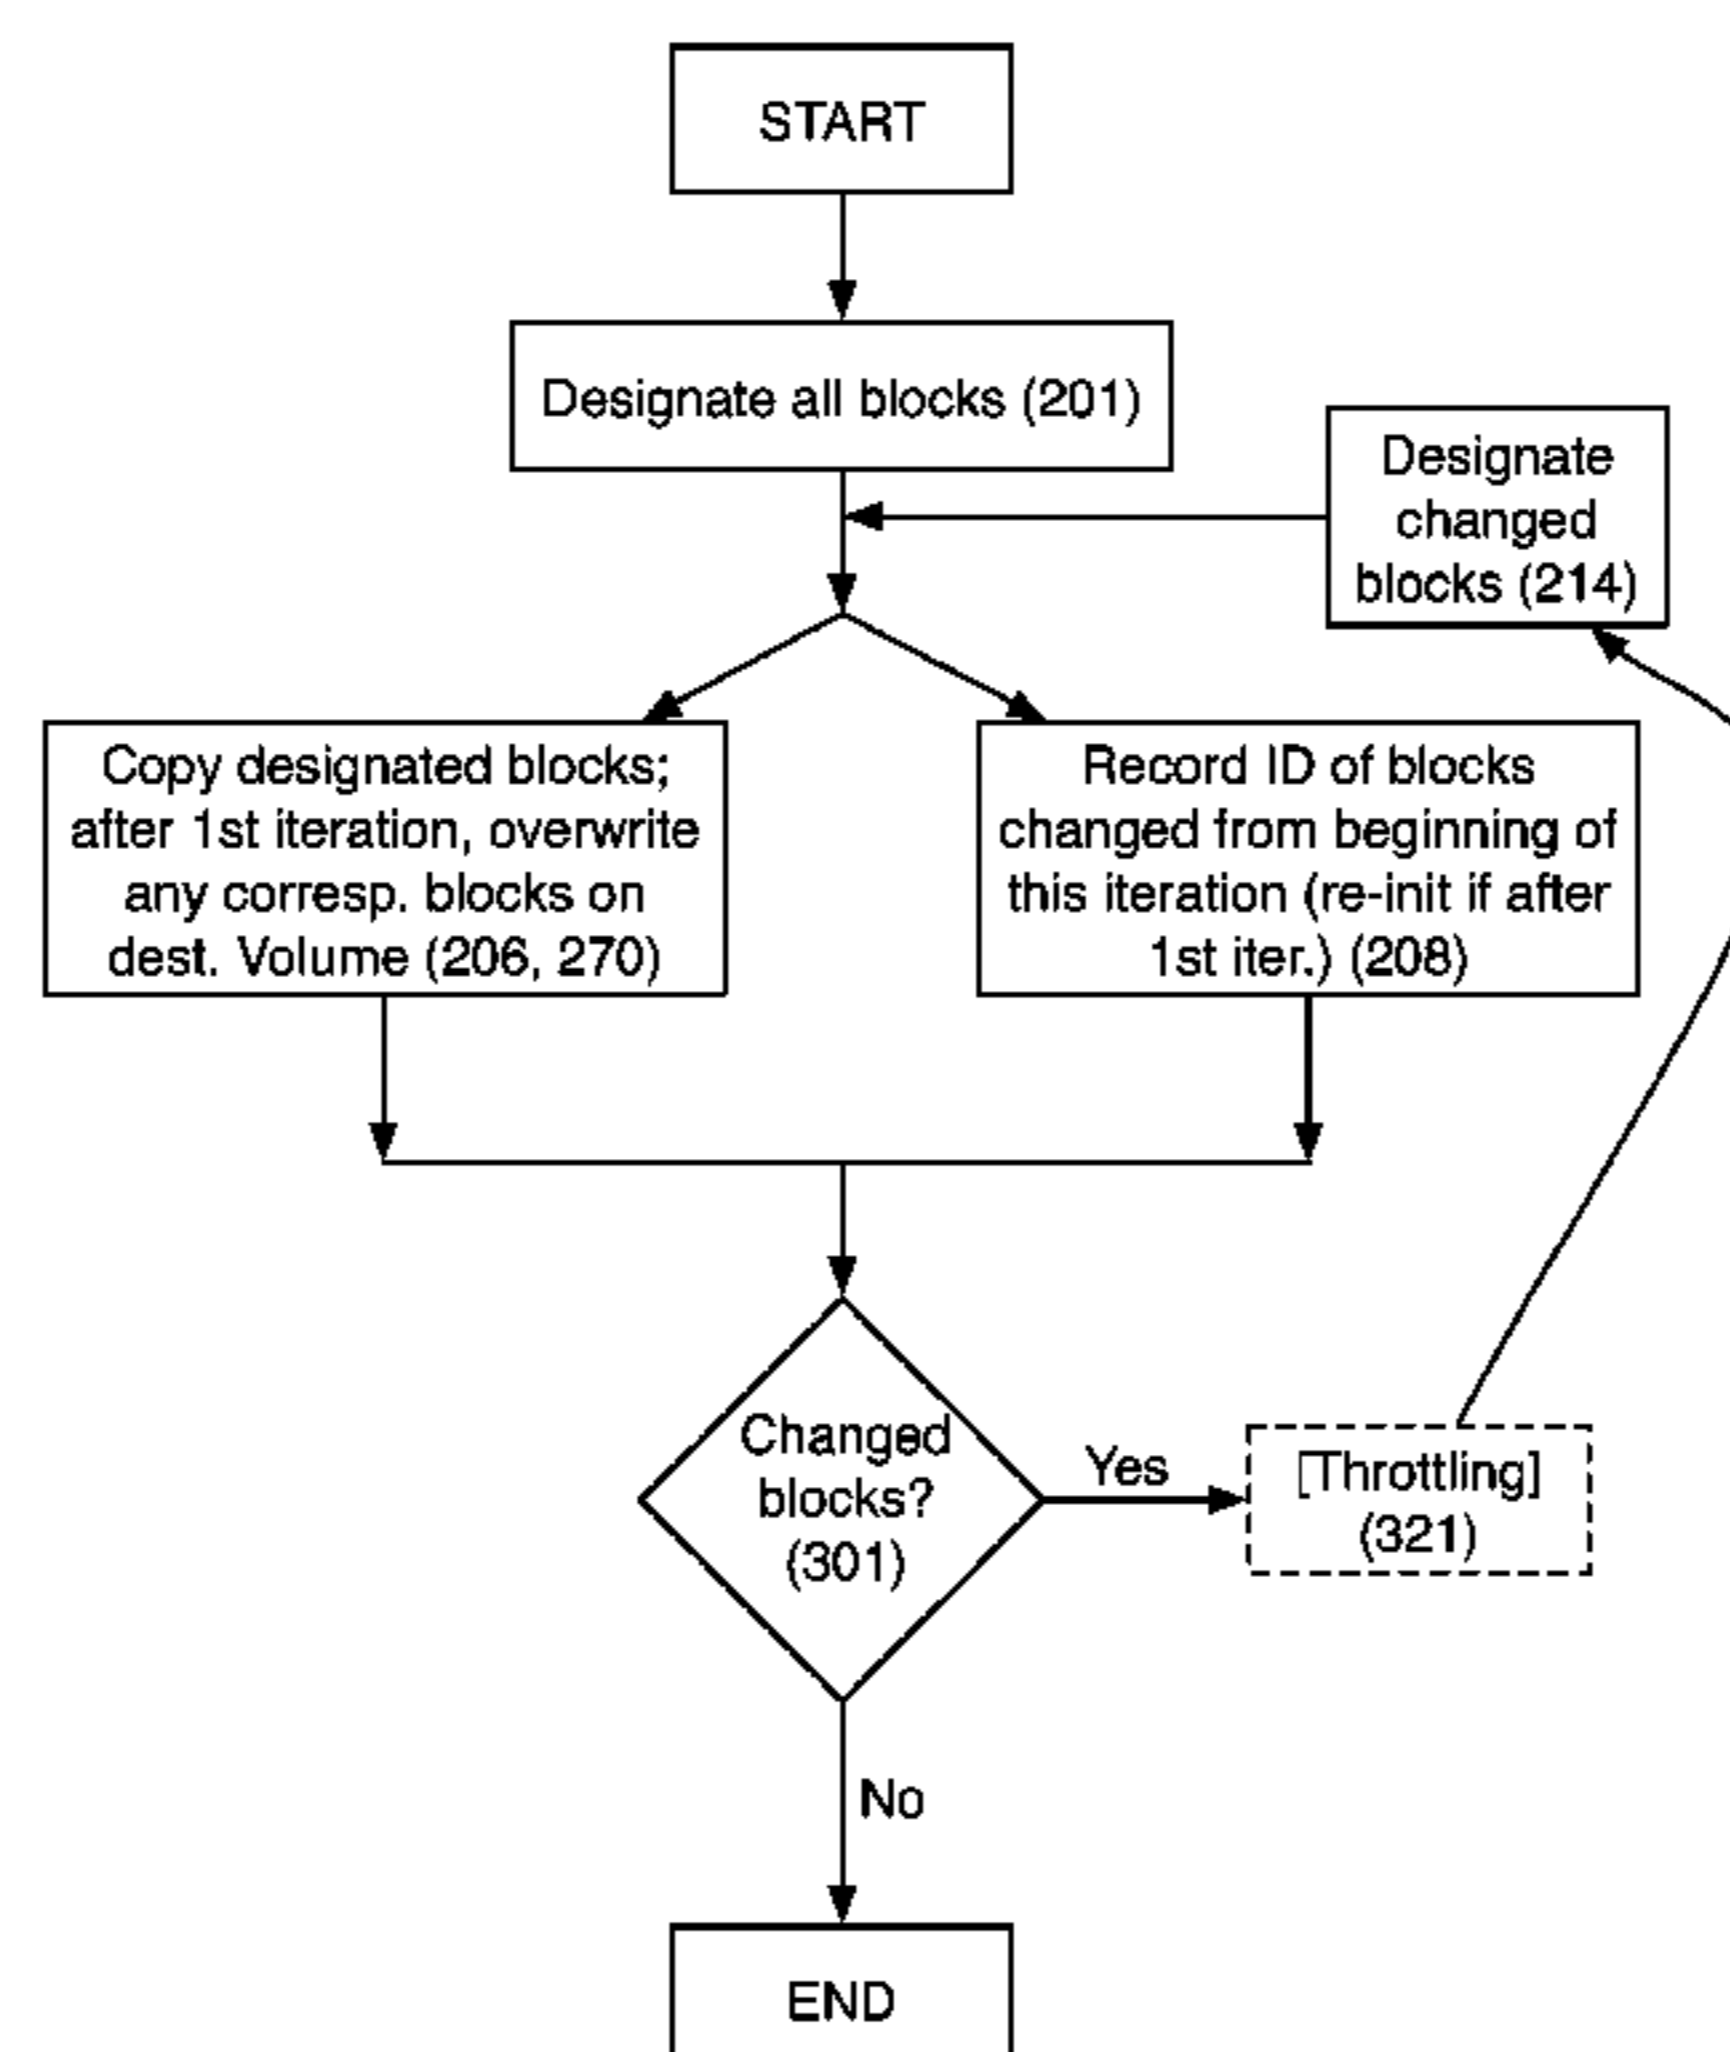 START
Designate all blocks (201)
Designate
changed
blocks (214)
Copy designated blocks;
after 1st iteration, overwrite
any corresp. blocks on
dest. Volume (206, 270)
Record ID of blocks
changed from beginning of
this iteration (re-init if after
1st iter.) (208)
Changed
blocks?
(301)
Yes
[Throttling]
(321)
No
END